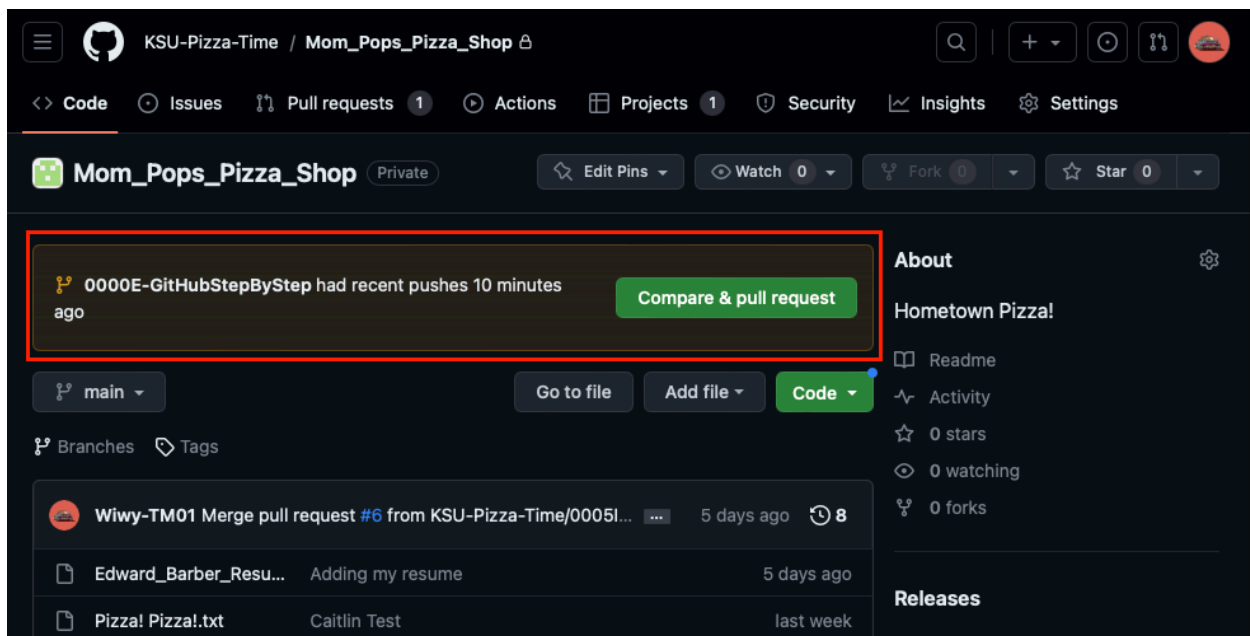 KSU-Pizza-Time / Mom_Pops_Pizza_Shop
Code Issues Pull requests 1 Actions Projects 1 Security Insights Settings
Mom_Pops_Pizza_Shop Private Edit Pins Watch 0 Fork 0 Star 0
0000E-GitHubStepByStep had recent pushes 10 minutes
ago
Compare & pull request
main Go to file Add file Code
Branches Tags
Wiwy-TM01 Merge pull request #6 from KSU-Pizza-Time/0005I... ... 5 days ago 8
Edward_Barber_Resu... Adding my resume 5 days ago
Pizza! Pizza!.txt Caitlin Test last week
About
Hometown Pizza!
Readme
Activity
0 stars
0 watching
0 forks
Releases